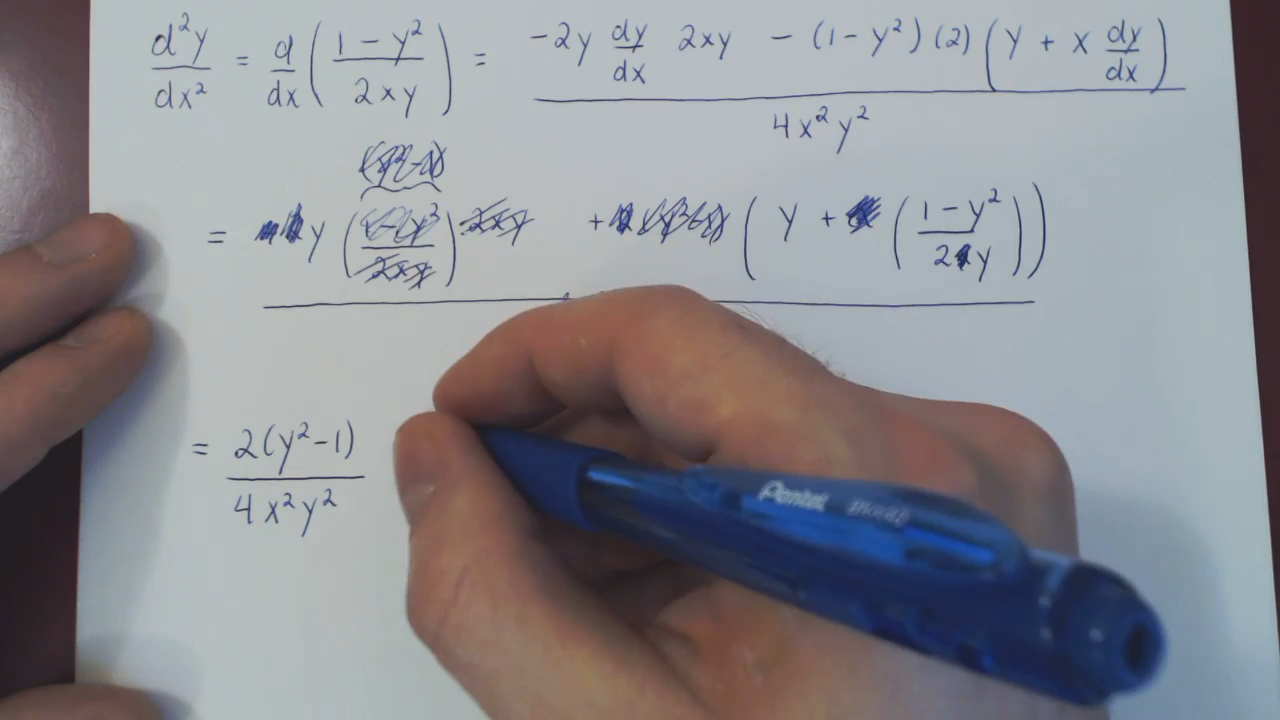 d²y/dx² = d/dx ( (1 - y²) / 2xy ) = ( -2y dy/dx 2xy - (1 - y²)(2)(y + x dy/dx) ) / 4x²y²
= y ( ) + ( y + ( (1 - y²) / 2 y ) )
= 2(y² - 1) / 4x²y²
Pentel